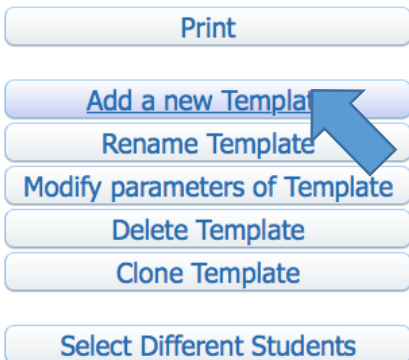 Print
Add a new Templat
Rename Template
Modify parameters of Template
Delete Template
Clone Template
Select Different Students